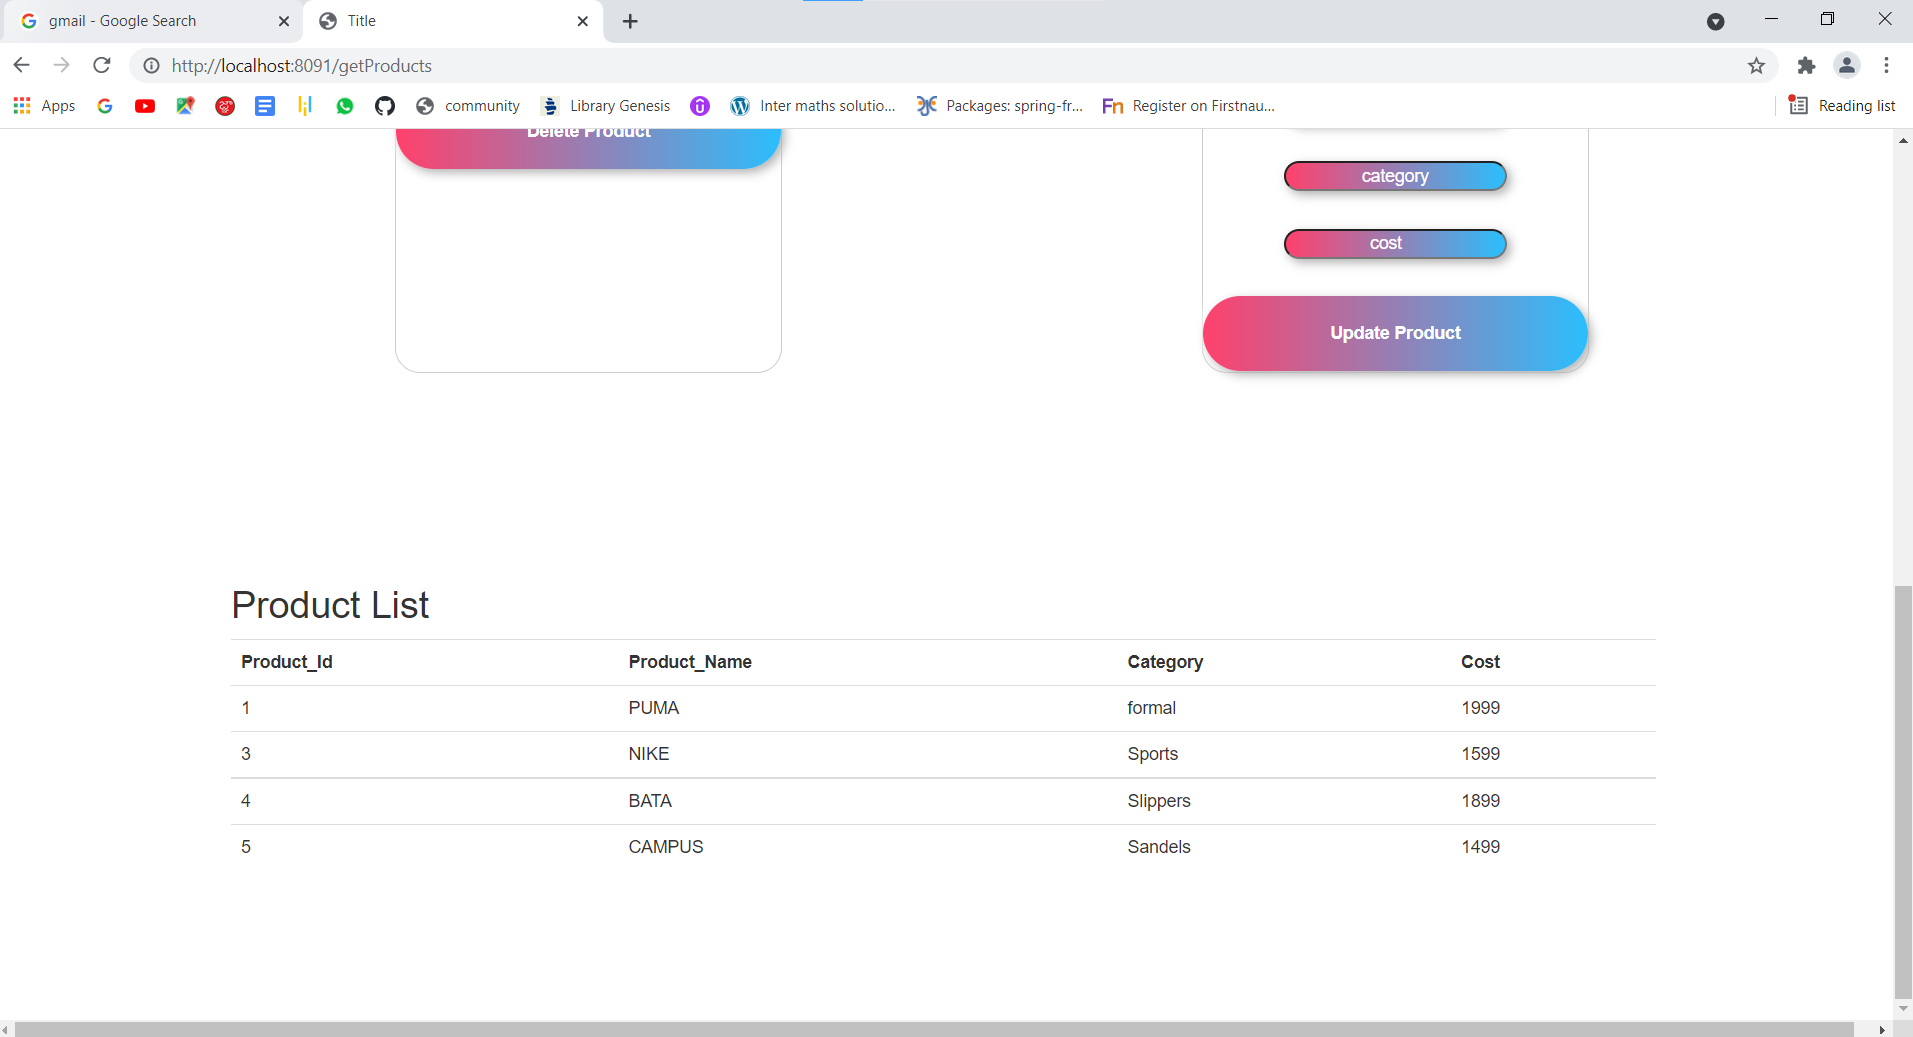 gmail - Google Search
Title
http://localhost:8091/getProducts
Apps
community
Library Genesis
Inter maths solutio...
Packages: spring-fr...
Fn
Register on Firstnau...
Reading list
Delete Product
category
cost
Update Product
Product List
Product_Id Product_Name Category Cost
1 PUMA formal 1999
3 NIKE Sports 1599
4 BATA Slippers 1899
5 CAMPUS Sandels 1499